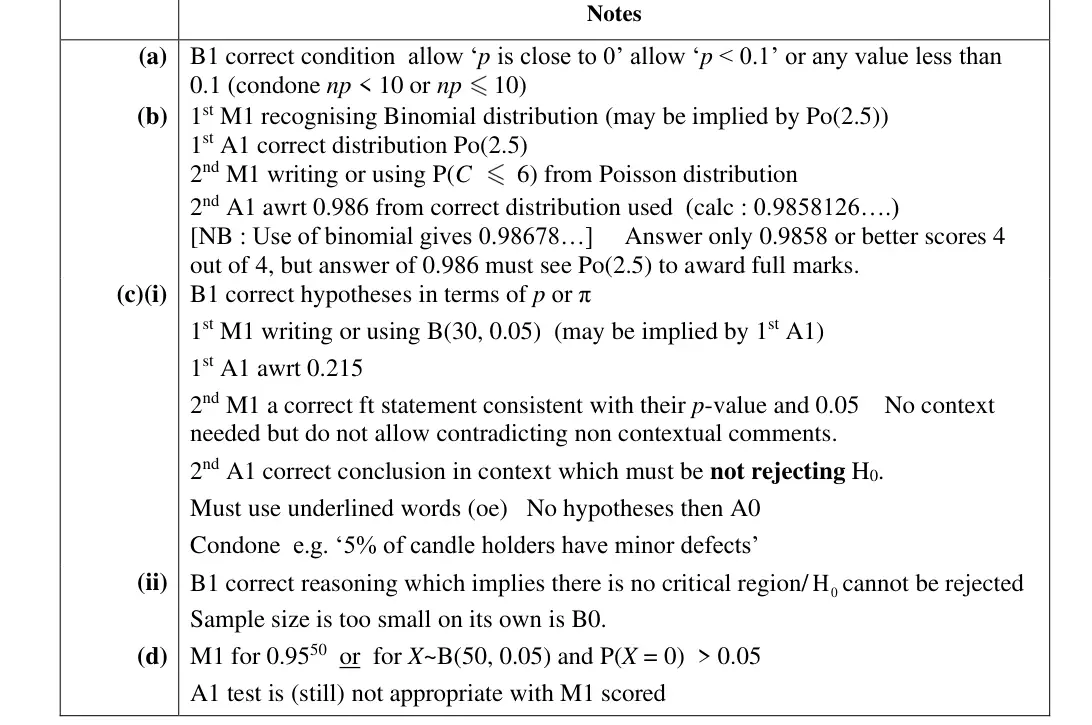 Notes
(a) B1 correct condition allow ‘p is close to 0’ allow ‘p < 0.1’ or any value less than
0.1 (condone np < 10 or np ⩽ 10)
(b) 1st M1 recognising Binomial distribution (may be implied by Po(2.5))
1st A1 correct distribution Po(2.5)
2nd M1 writing or using P(C ⩽ 6) from Poisson distribution
2nd A1 awrt 0.986 from correct distribution used (calc : 0.9858126….)
[NB : Use of binomial gives 0.98678…] Answer only 0.9858 or better scores 4
out of 4, but answer of 0.986 must see Po(2.5) to award full marks.
(c)(i) B1 correct hypotheses in terms of p or π
1st M1 writing or using B(30, 0.05) (may be implied by 1st A1)
1st A1 awrt 0.215
2nd M1 a correct ft statement consistent with their p-value and 0.05 No context
needed but do not allow contradicting non contextual comments.
2nd A1 correct conclusion in context which must be not rejecting H0.
Must use underlined words (oe) No hypotheses then A0
Condone e.g. ‘5% of candle holders have minor defects’
(ii) B1 correct reasoning which implies there is no critical region/ H0 cannot be rejected
Sample size is too small on its own is B0.
(d) M1 for 0.95^50 or for X~B(50, 0.05) and P(X = 0) > 0.05
A1 test is (still) not appropriate with M1 scored